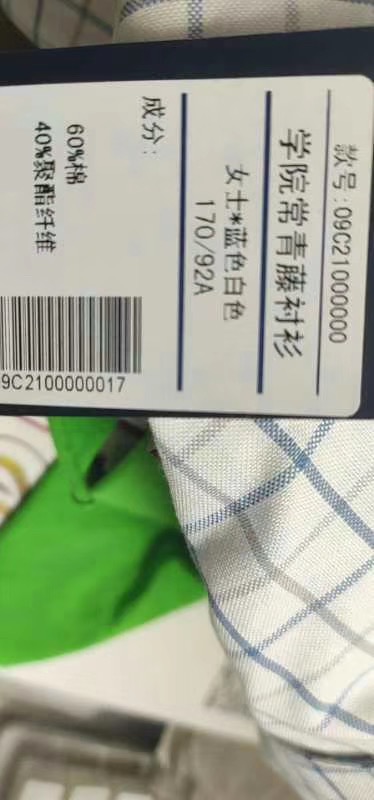 款号:09C21000000
学院常青藤衬衫
女士*蓝色白色
170/92A
成分:
60%棉
40%聚酯纤维
9C2100000017